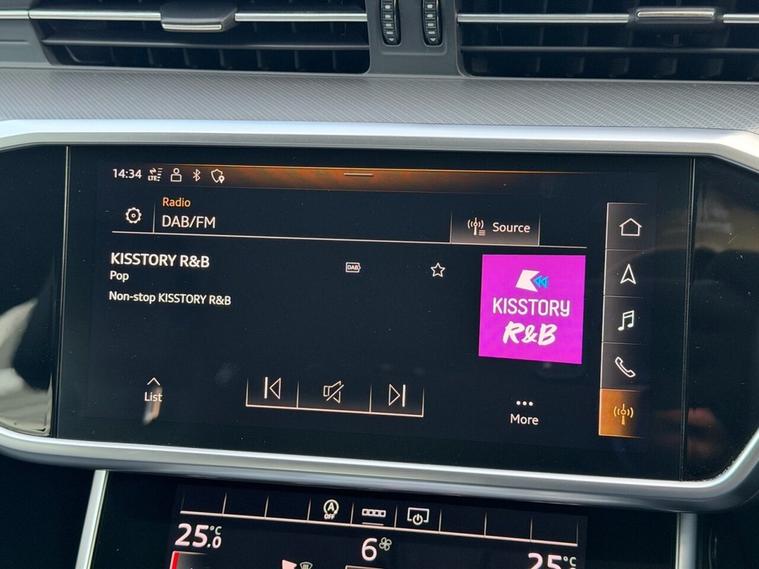 14:34
LTE
Radio
DAB/FM
Source
KISSTORY R&B
DAB
Pop
Non-stop KISSTORY R&B
KISSTORY
R&B
List
More
A
OFF
25.0 °C
6
25 °C